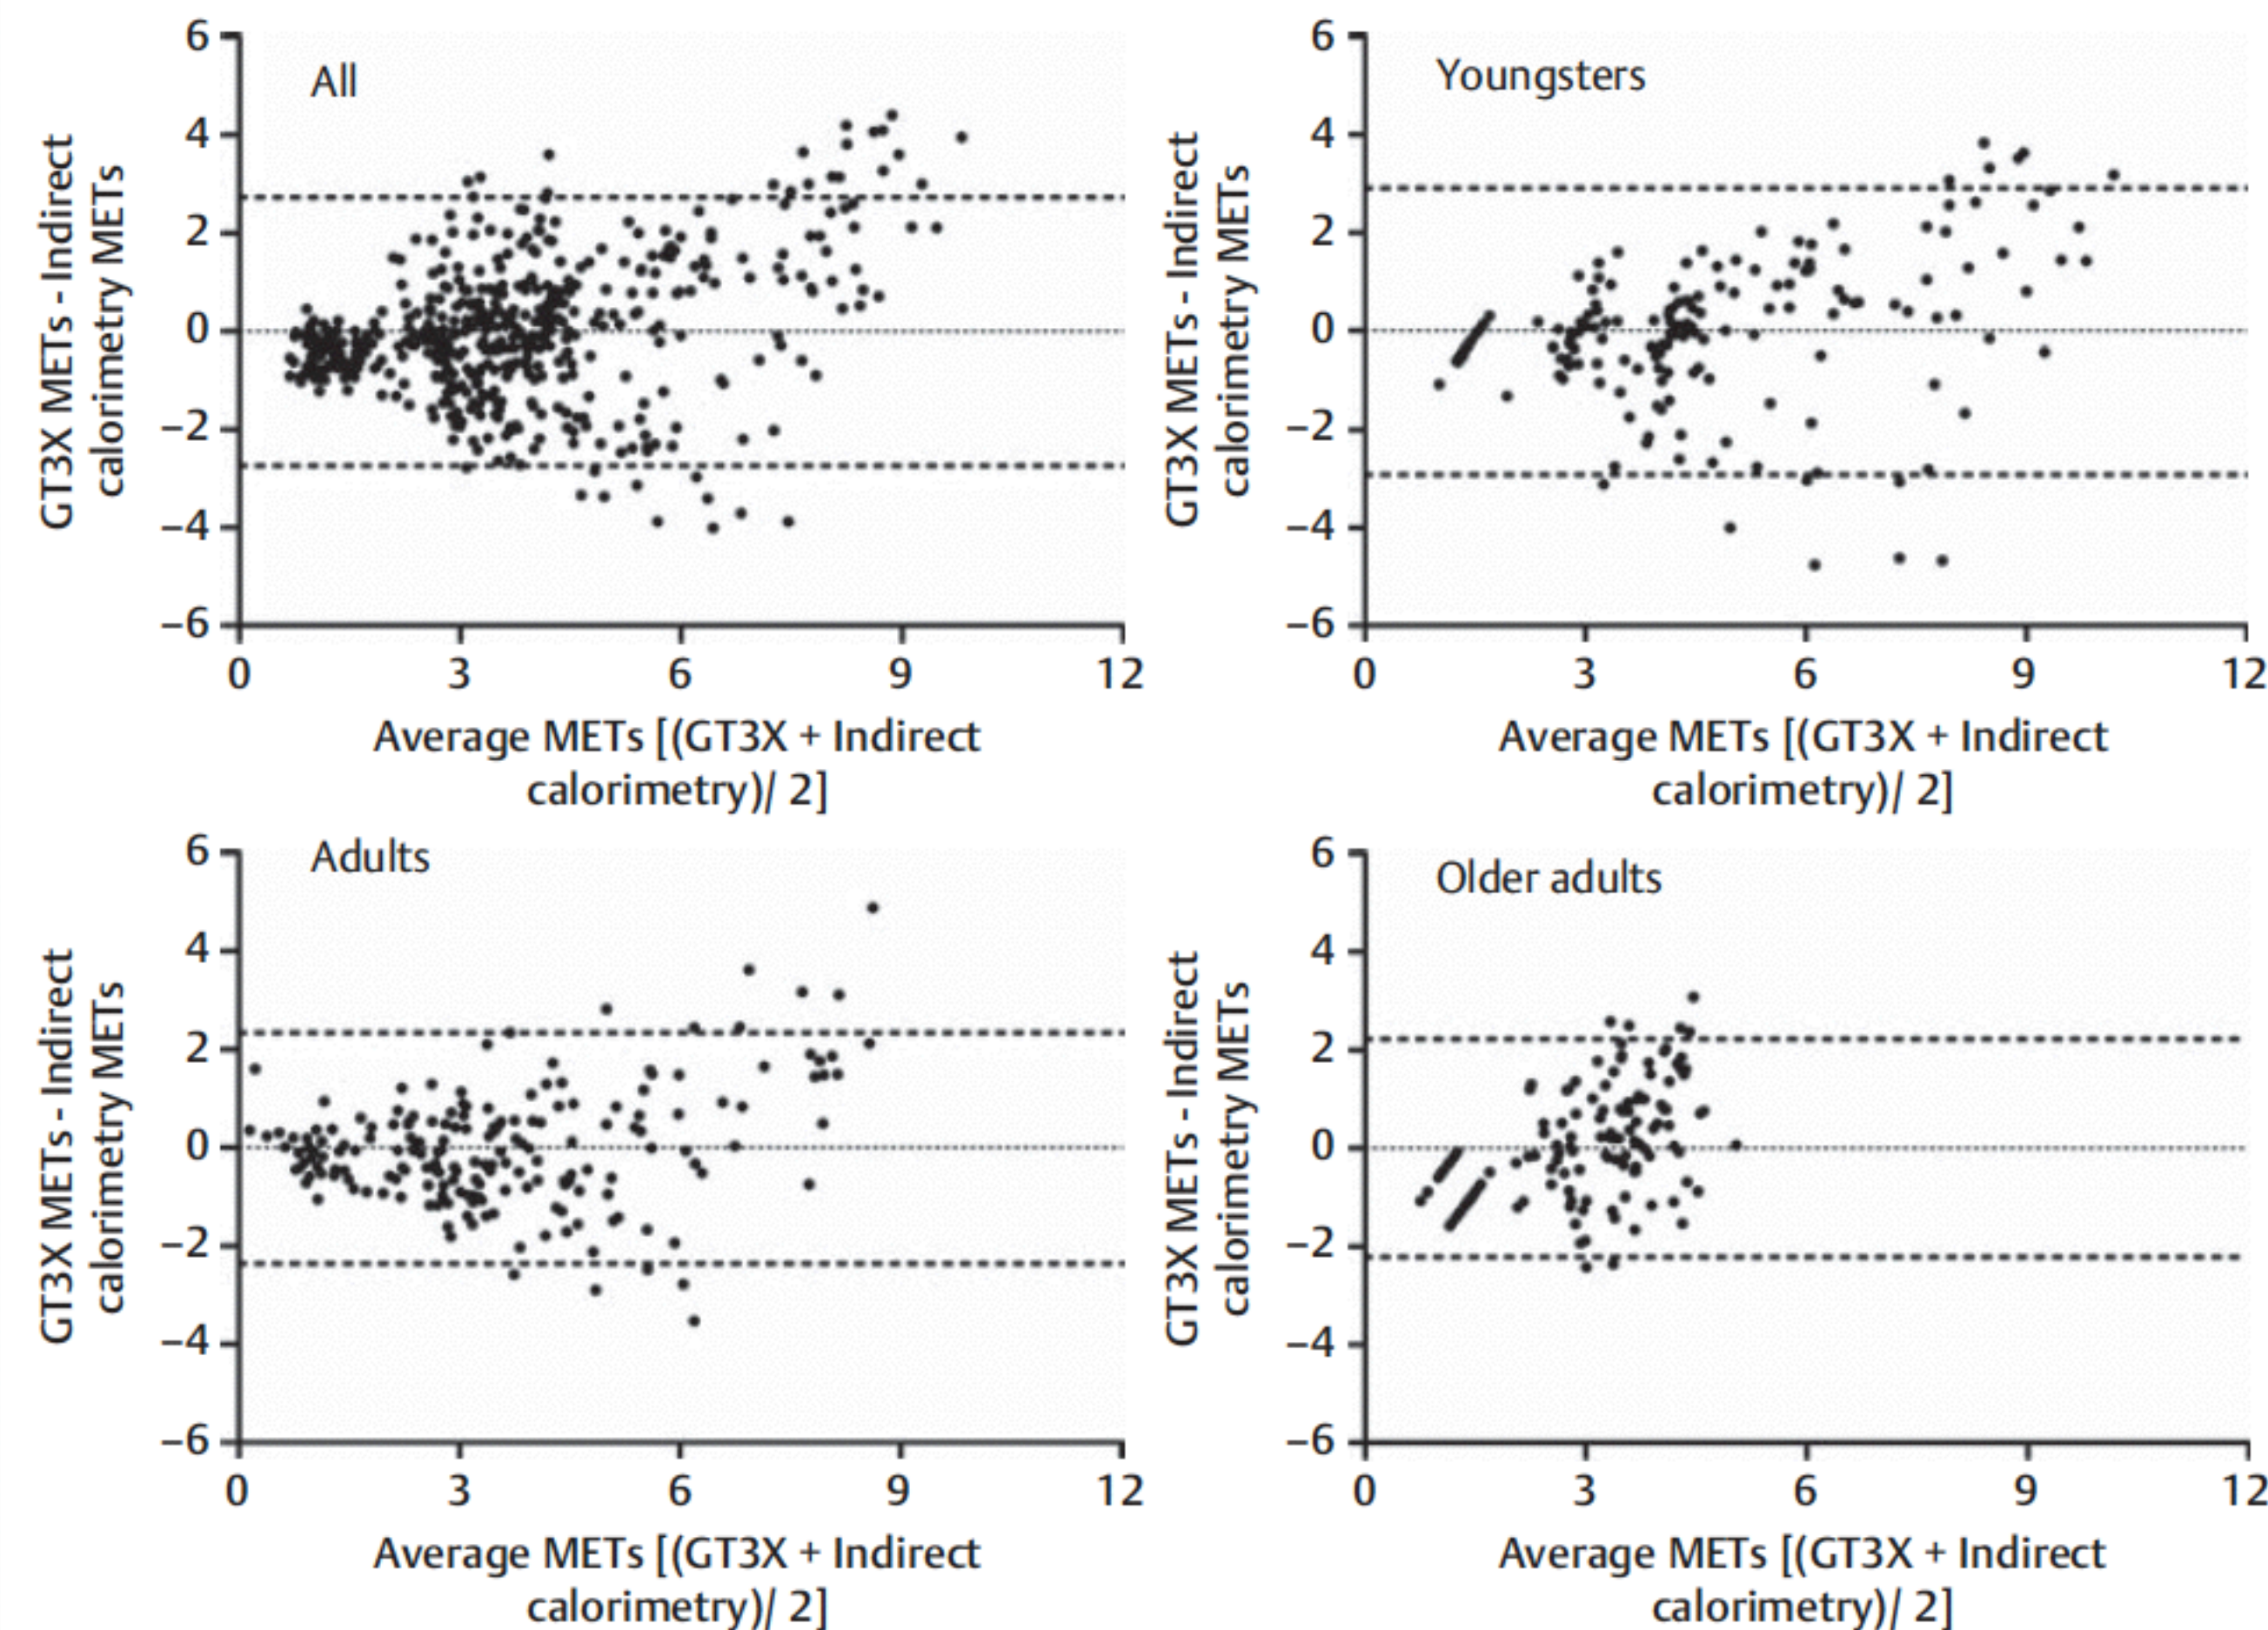 All
GT3X METs - Indirect
calorimetry METs
6
4
2
0
−2
−4
−6
0 3 6 9 12
Average METs [(GT3X + Indirect
calorimetry)/ 2]
Youngsters
GT3X METs - Indirect
calorimetry METs
6
4
2
0
−2
−4
−6
0 3 6 9 12
Average METs [(GT3X + Indirect
calorimetry)/ 2]
Adults
GT3X METs - Indirect
calorimetry METs
6
4
2
0
−2
−4
−6
0 3 6 9 12
Average METs [(GT3X + Indirect
calorimetry)/ 2]
Older adults
GT3X METs - Indirect
calorimetry METs
6
4
2
0
−2
−4
−6
0 3 6 9 12
Average METs [(GT3X + Indirect
calorimetry)/ 2]